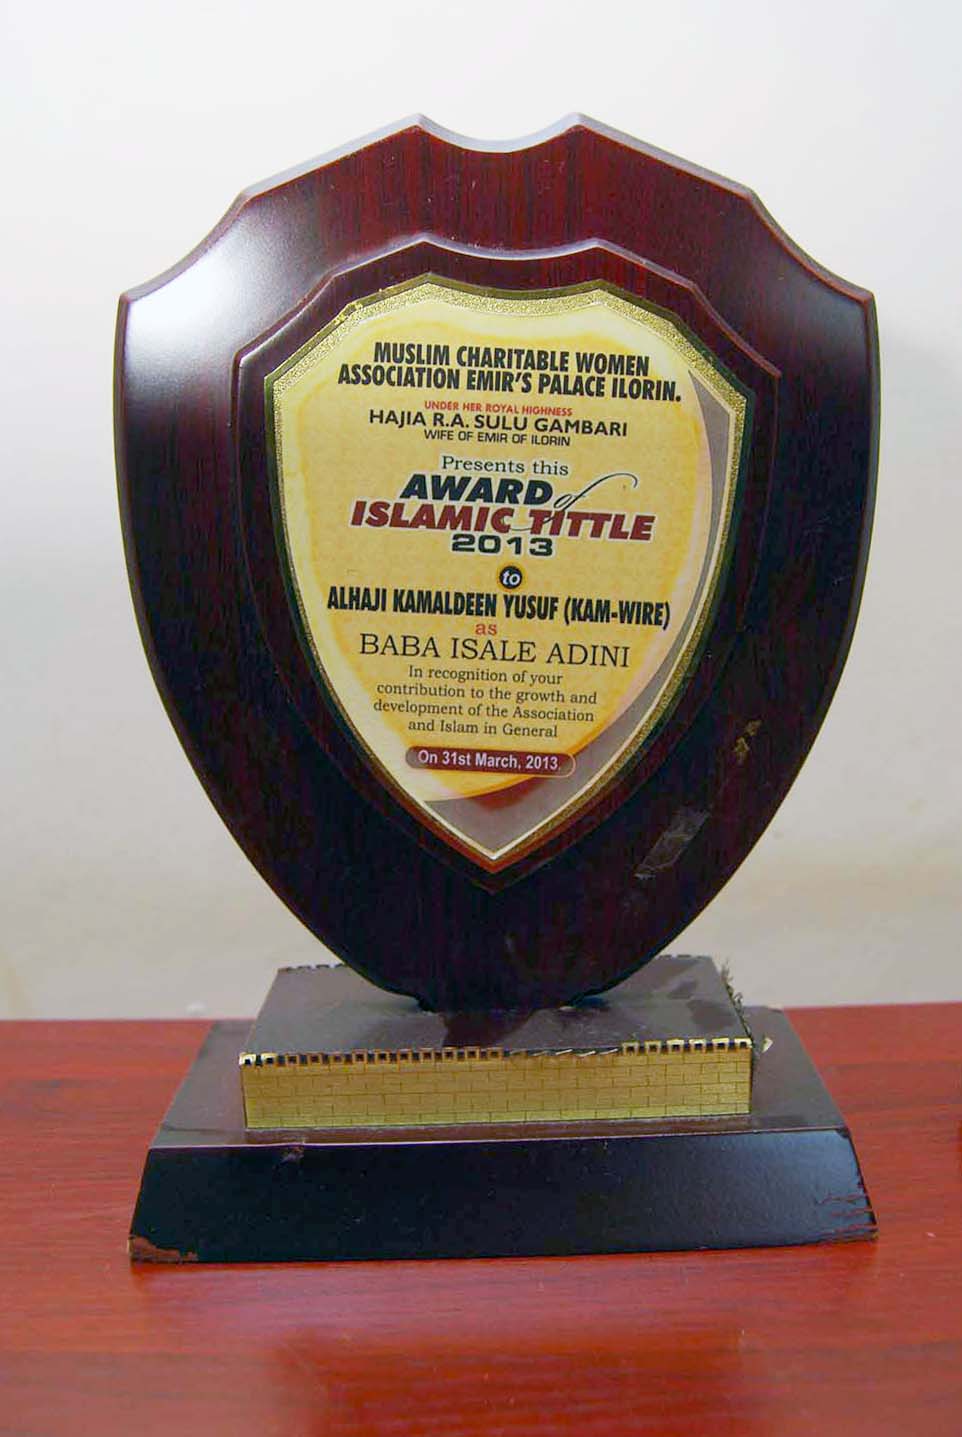 MUSLIM CHARITABLE WOMEN
ASSOCIATION EMIR'S PALACE ILORIN.
UNDER HER ROYAL HIGHNESS
HAJIA R.A. SULU GAMBARI
WIFE OF EMIR OF ILORIN
Presents this
AWARD of
ISLAMIC TITTLE
2013
to
ALHAJI KAMALDEEN YUSUF (KAM-WIRE)
as
BABA ISALE ADINI
In recognition of your
contribution to the growth and
development of the Association
and Islam in General
On 31st March, 2013.